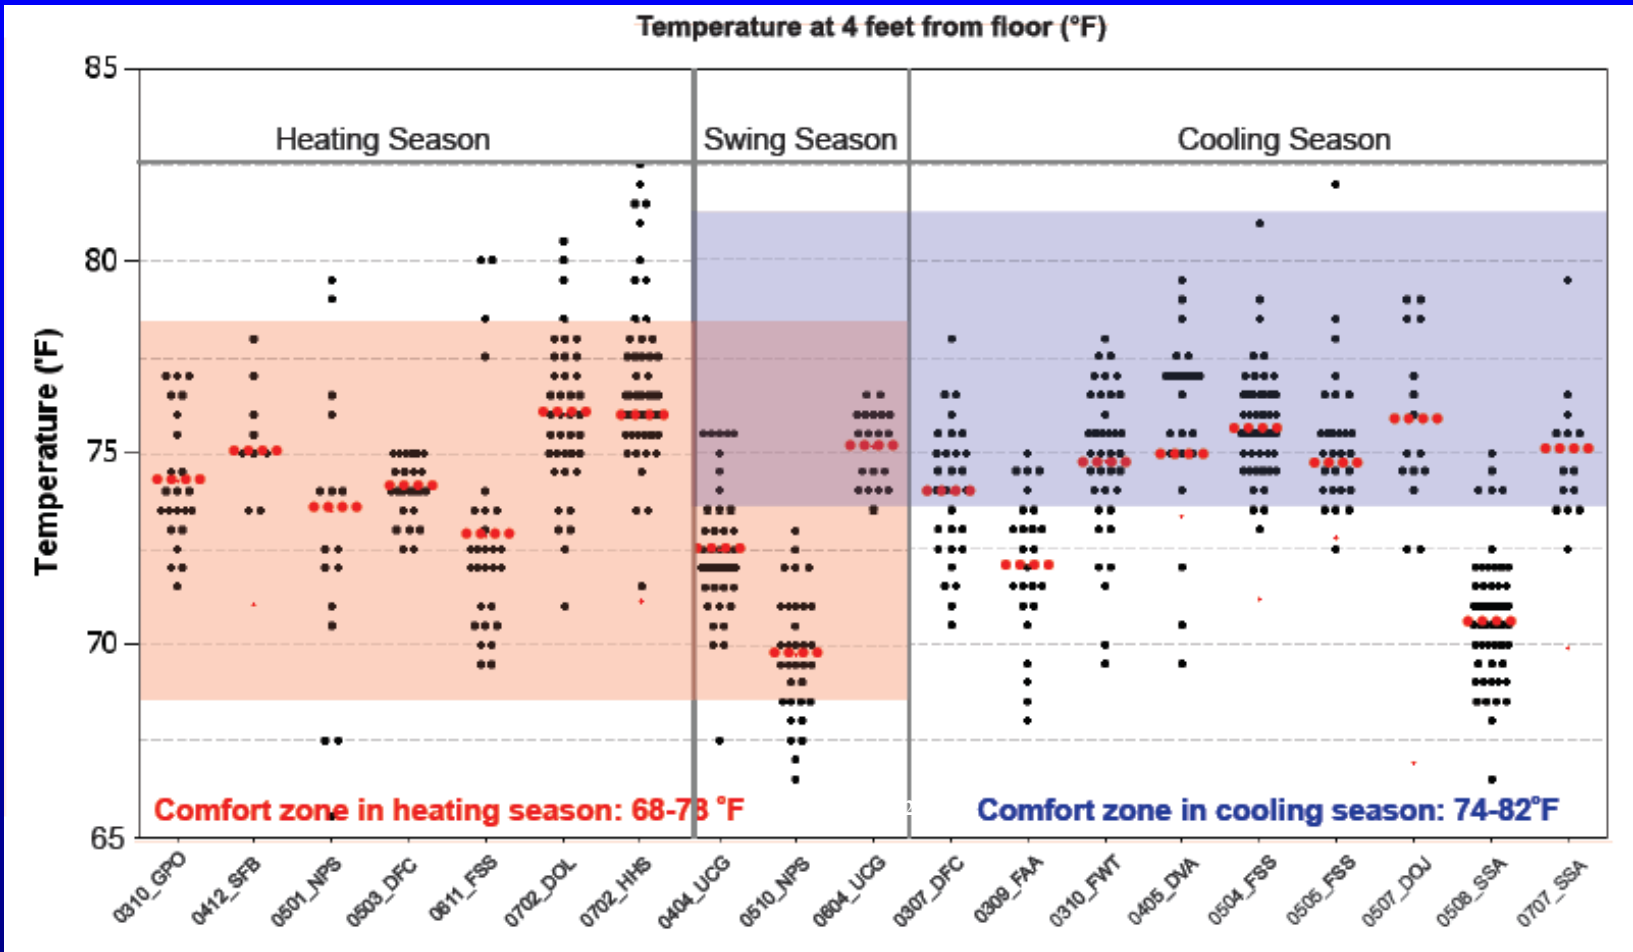 Temperature at 4 feet from floor (°F)
85
Heating Season
Swing Season
Cooling Season
80
75
70
65
Temperature ('F)
Comfort zone in heating season: 68-78 °F
2
Comfort zone in cooling season: 74-82°F
0310_GPO
0412_SFB
0501_NPS
0503_DFC
0611_FSS
0702_DOL
0702_HHS
0404_UCG
0510_NPS
0604_UCG
0307_DFC
0309_FAA
0310_FWT
0405_DVA
0504_FSS
0505_FSS
0507_DOJ
0508_SSA
0707_SSA